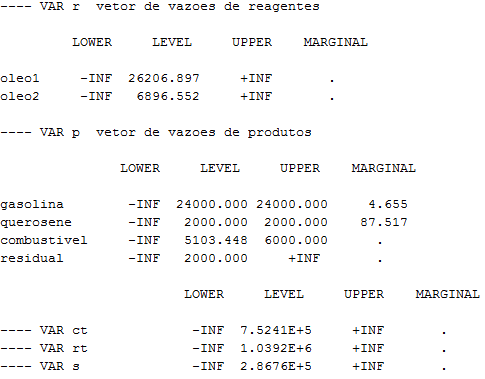 ---- VAR r  vetor de vazoes de reagentes
LOWER LEVEL UPPER MARGINAL
oleo1 -INF 26206.897 +INF .
oleo2 -INF 6896.552 +INF .
---- VAR p  vetor de vazoes de produtos
LOWER LEVEL UPPER MARGINAL
gasolina -INF 24000.000 24000.000 4.655
querosene -INF 2000.000 2000.000 87.517
combustivel -INF 5103.448 6000.000 .
residual -INF 2000.000 +INF .
LOWER LEVEL UPPER MARGINAL
---- VAR ct -INF 7.5241E+5 +INF .
---- VAR rt -INF 1.0392E+6 +INF .
---- VAR s -INF 2.8676E+5 +INF .